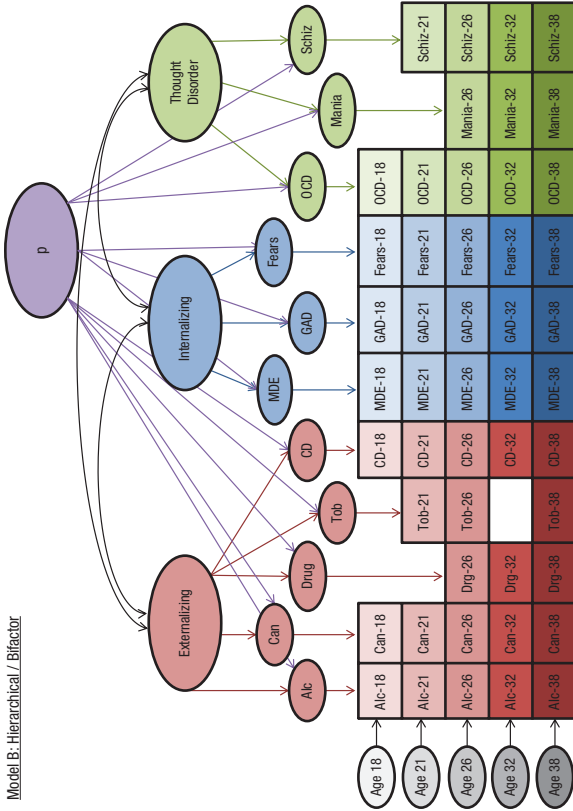 Model B: Hierarchical / Bifactor
p
Externalizing
Internalizing
Thought
Disorder
Alc
Can
Drug
Tob
CD
MDE
GAD
Fears
OCD
Mania
Schiz
Age 18
Alc-18
Can-18
CD-18
MDE-18
GAD-18
Fears-18
OCD-18
Age 21
Alc-21
Can-21
Tob-21
CD-21
MDE-21
GAD-21
Fears-21
OCD-21
Schiz-21
Age 26
Alc-26
Can-26
Drg-26
Tob-26
CD-26
MDE-26
GAD-26
Fears-26
OCD-26
Mania-26
Schiz-26
Age 32
Alc-32
Can-32
Drg-32
CD-32
MDE-32
GAD-32
Fears-32
OCD-32
Mania-32
Schiz-32
Age 38
Alc-38
Can-38
Drg-38
Tob-38
CD-38
MDE-38
GAD-38
Fears-38
OCD-38
Mania-38
Schiz-38